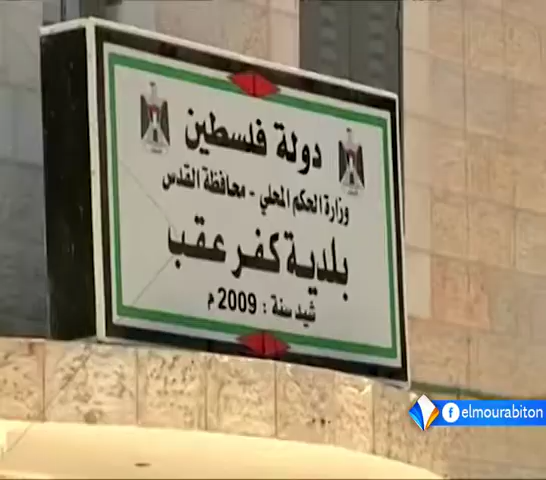 دولة فلسطين
وزارة الحكم المحلي - محافظة القدس
بلدية كفر عقب
شيد سنة : 2009 م
elmourabiton